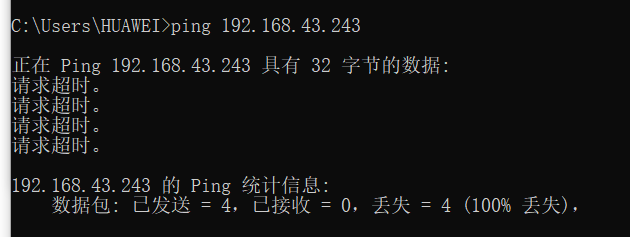 C:\Users\HUAWEI>ping 192.168.43.243
正在 Ping 192.168.43.243 具有 32 字节的数据:
请求超时。
请求超时。
请求超时。
请求超时。
192.168.43.243 的 Ping 统计信息:
数据包: 已发送 = 4，已接收 = 0，丢失 = 4 (100% 丢失)，